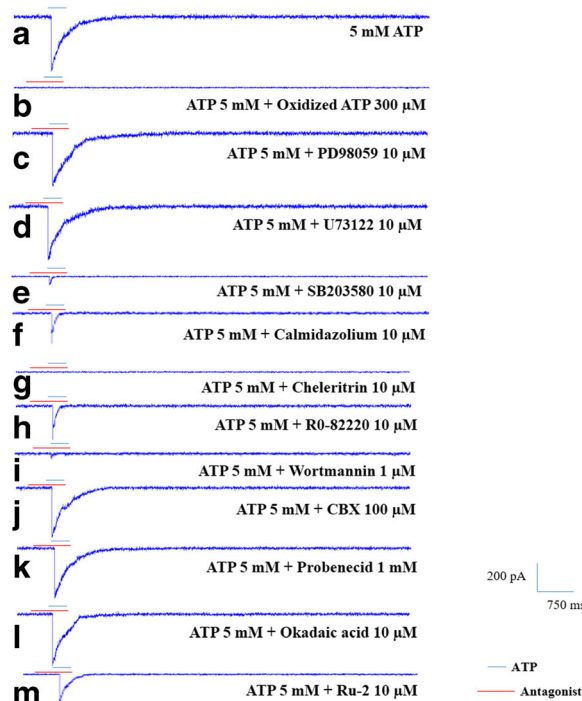 a
5 mM ATP
b
ATP 5 mM + Oxidized ATP 300 µM
c
ATP 5 mM + PD98059 10 µM
d
ATP 5 mM + U73122 10 µM
e
ATP 5 mM + SB203580 10 µM
f
ATP 5 mM + Calmidazolium 10 µM
g
ATP 5 mM + Cheleritrin 10 µM
h
ATP 5 mM + R0-82220 10 µM
i
ATP 5 mM + Wortmannin 1 µM
j
ATP 5 mM + CBX 100 µM
k
ATP 5 mM + Probenecid 1 mM
l
ATP 5 mM + Okadaic acid 10 µM
m
ATP 5 mM + Ru-2 10 µM
200 pA
750 ms
ATP
Antagonist